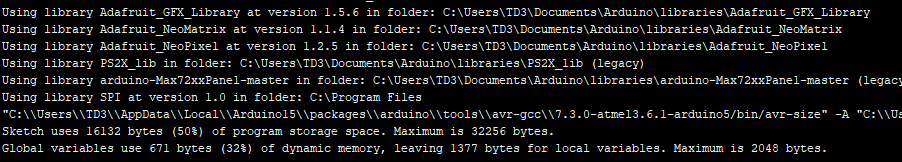 Using library Adafruit_GFX_Library at version 1.5.6 in folder: C:\Users\TD3\Documents\Arduino\libraries\Adafruit_GFX_Library
Using library Adafruit_NeoMatrix at version 1.1.4 in folder: C:\Users\TD3\Documents\Arduino\libraries\Adafruit_NeoMatrix
Using library Adafruit_NeoPixel at version 1.2.5 in folder: C:\Users\TD3\Documents\Arduino\libraries\Adafruit_NeoPixel
Using library PS2X_lib in folder: C:\Users\TD3\Documents\Arduino\libraries\PS2X_lib (legacy)
Using library arduino-Max72xxPanel-master in folder: C:\Users\TD3\Documents\Arduino\libraries\arduino-Max72xxPanel-master (legacy
Using library SPI at version 1.0 in folder: C:\Program Files
"C:\\Users\\TD3\\AppData\\Local\\Arduino15\\packages\\arduino\\tools\\avr-gcc\\7.3.0-atmel3.6.1-arduino5/bin/avr-size" -A "C:\\Us
Sketch uses 16132 bytes (50%) of program storage space. Maximum is 32256 bytes.
Global variables use 671 bytes (32%) of dynamic memory, leaving 1377 bytes for local variables. Maximum is 2048 bytes.